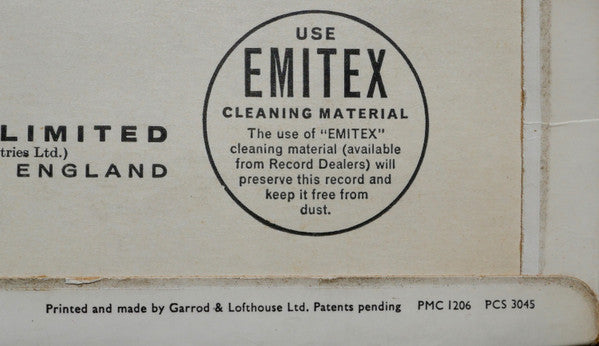 USE
EMITEX
CLEANING MATERIAL
The use of "EMITEX"
cleaning material (available
from Record Dealers) will
preserve this record and
keep it free from
dust.
LIMITED
tries Ltd.)
ENGLAND
Printed and made by Garrod & Lofthouse Ltd. Patents pending PMC 1206 PCS 3045